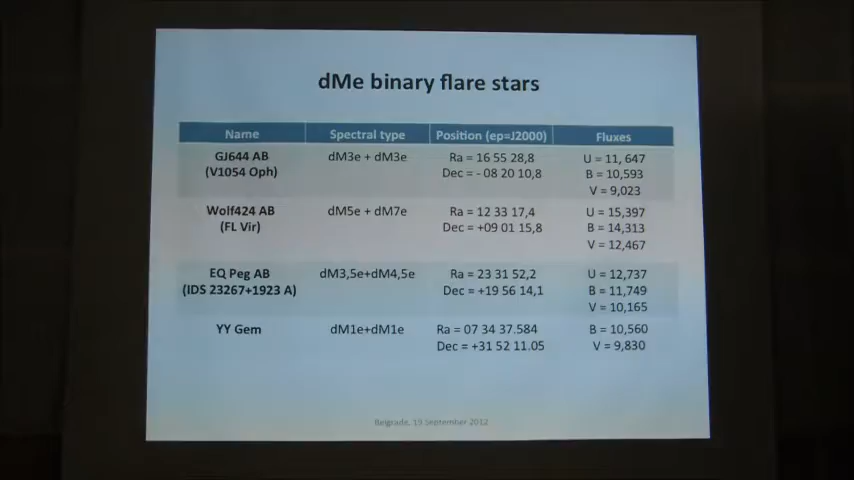 dMe binary flare stars
Name Spectral type Position (ep=J2000) Fluxes
GJ644 AB dM3e + dM3e Ra = 16 55 28,8 U = 11, 647
(V1054 Oph) Dec = - 08 20 10,8 B = 10,593
V = 9,023
Wolf424 AB dM5e + dM7e Ra = 12 33 17,4 U = 15,397
(FL Vir) Dec = +09 01 15,8 B = 14,313
V = 12,467
EQ Peg AB dM3,5e+dM4,5e Ra = 23 31 52,2 U = 12,737
(IDS 23267+1923 A) Dec = +19 56 14,1 B = 11,749
V = 10,165
YY Gem dM1e+dM1e Ra = 07 34 37.584 B = 10,560
Dec = +31 52 11.05 V = 9,830
Belgrade, 19 September 2012